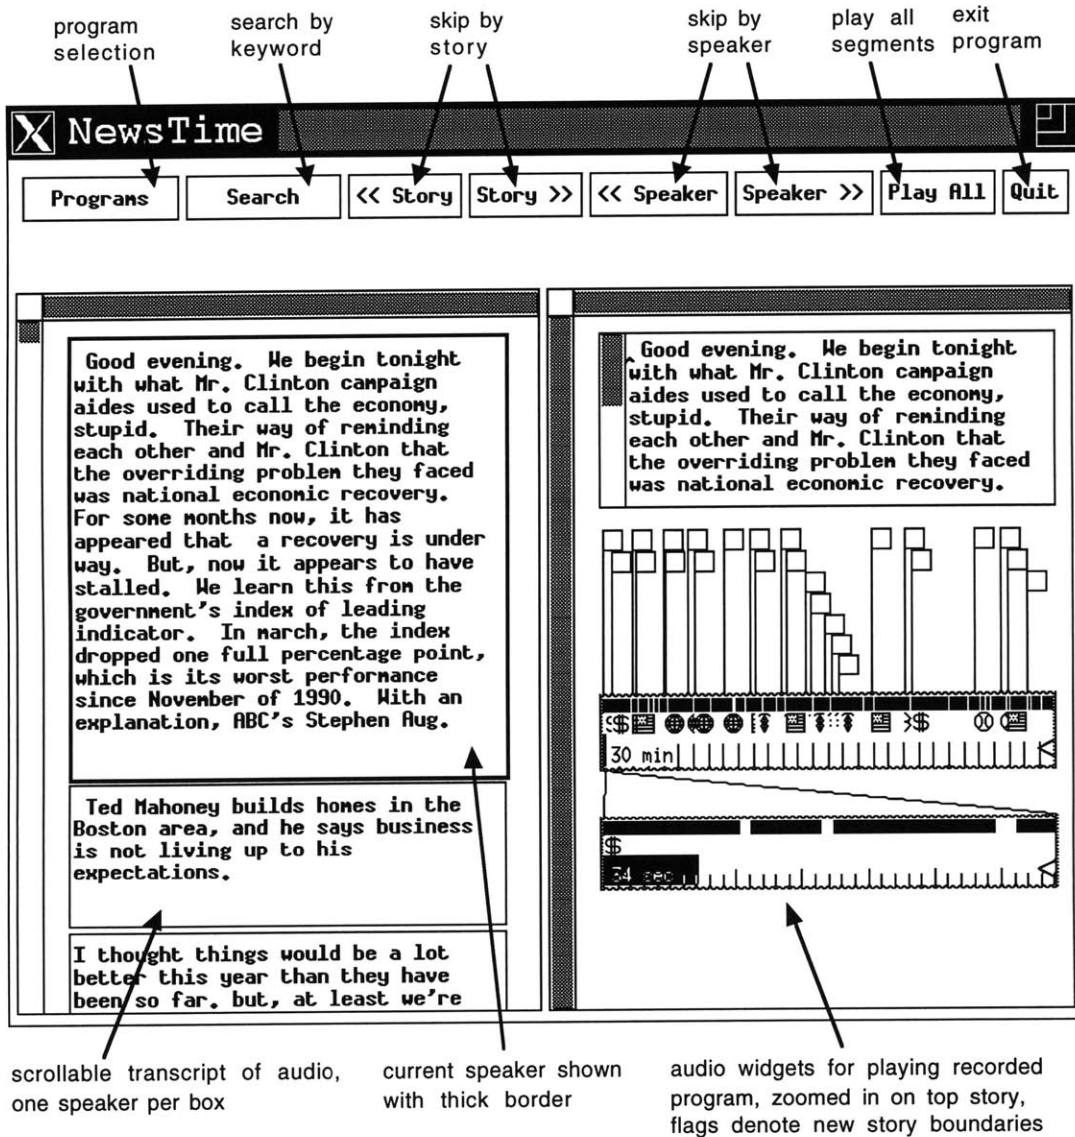 program selection
search by keyword
skip by story
skip by speaker
play all segments
exit program
X NewsTime
Programs
Search
<< Story
Story >>
<< Speaker
Speaker >>
Play All
Quit
Good evening. We begin tonight
with what Mr. Clinton campaign
aides used to call the economy,
stupid. Their way of reminding
each other and Mr. Clinton that
the overriding problem they faced
was national economic recovery.
For some months now, it has
appeared that a recovery is under
way. But, now it appears to have
stalled. We learn this from the
government's index of leading
indicator. In march, the index
dropped one full percentage point,
which is its worst performance
since November of 1990. With an
explanation, ABC's Stephen Aug.
Ted Mahoney builds homes in the
Boston area, and he says business
is not living up to his
expectations.
I thought things would be a lot
better this year than they have
been so far. but, at least we're
Good evening. We begin tonight
with what Mr. Clinton campaign
aides used to call the economy,
stupid. Their way of reminding
each other and Mr. Clinton that
the overriding problem they faced
was national economic recovery.
$ $
30 min
$
54 sec
scrollable transcript of audio,
one speaker per box
current speaker shown
with thick border
audio widgets for playing recorded
program, zoomed in on top story,
flags denote new story boundaries